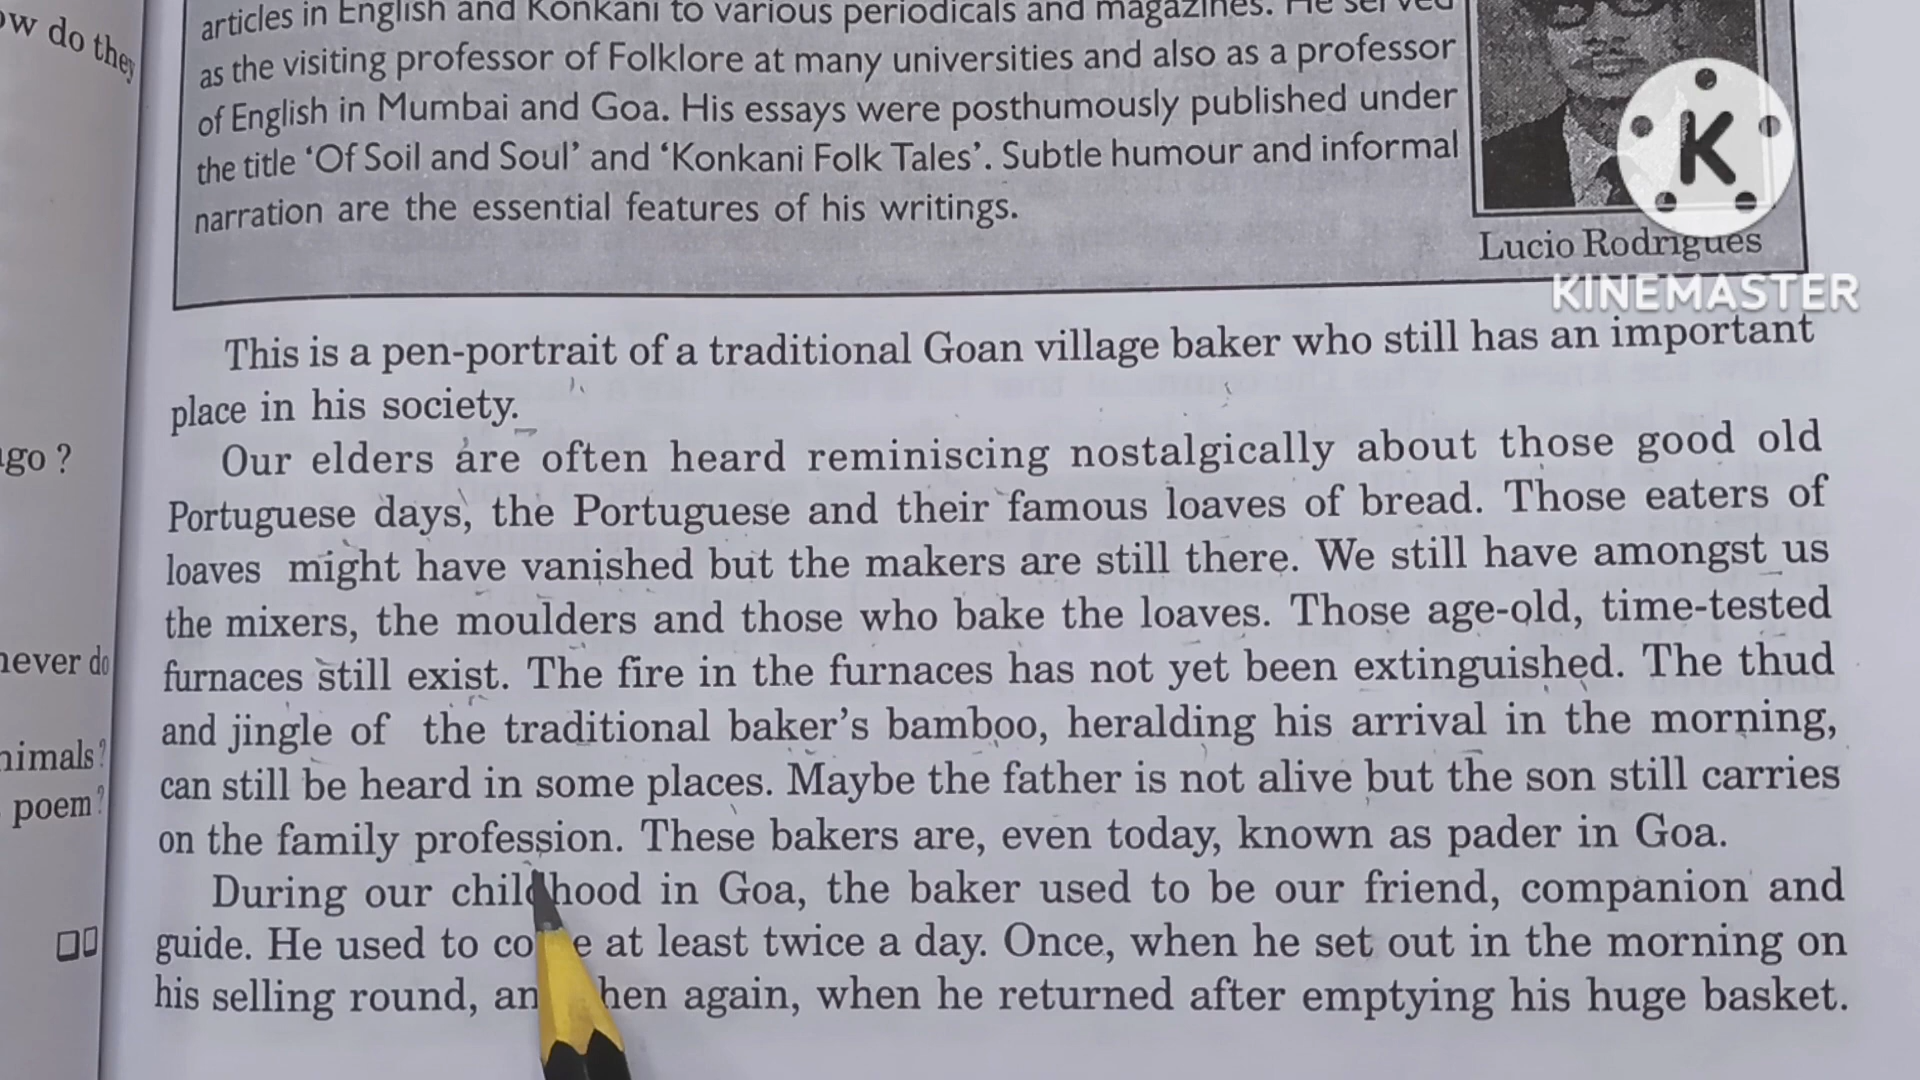 ow do they
articles in English and Konkani to various periodicals and magazines. He served
as the visiting professor of Folklore at many universities and also as a professor
of English in Mumbai and Goa. His essays were posthumously published under
the title ‘Of Soil and Soul’ and ‘Konkani Folk Tales’. Subtle humour and informal
narration are the essential features of his writings.
K
Lucio Rodrigues
KINEMASTER
This is a pen-portrait of a traditional Goan village baker who still has an important
place in his society.
Our elders are often heard reminiscing nostalgically about those good old
Portuguese days, the Portuguese and their famous loaves of bread. Those eaters of
loaves might have vanished but the makers are still there. We still have amongst us
the mixers, the moulders and those who bake the loaves. Those age-old, time-tested
furnaces still exist. The fire in the furnaces has not yet been extinguished. The thud
and jingle of the traditional baker’s bamboo, heralding his arrival in the morning,
can still be heard in some places. Maybe the father is not alive but the son still carries
on the family profession. These bakers are, even today, known as pader in Goa.
During our childhood in Goa, the baker used to be our friend, companion and
guide. He used to co e at least twice a day. Once, when he set out in the morning on
his selling round, an hen again, when he returned after emptying his huge basket.
go ?
never do
nimals?
poem?